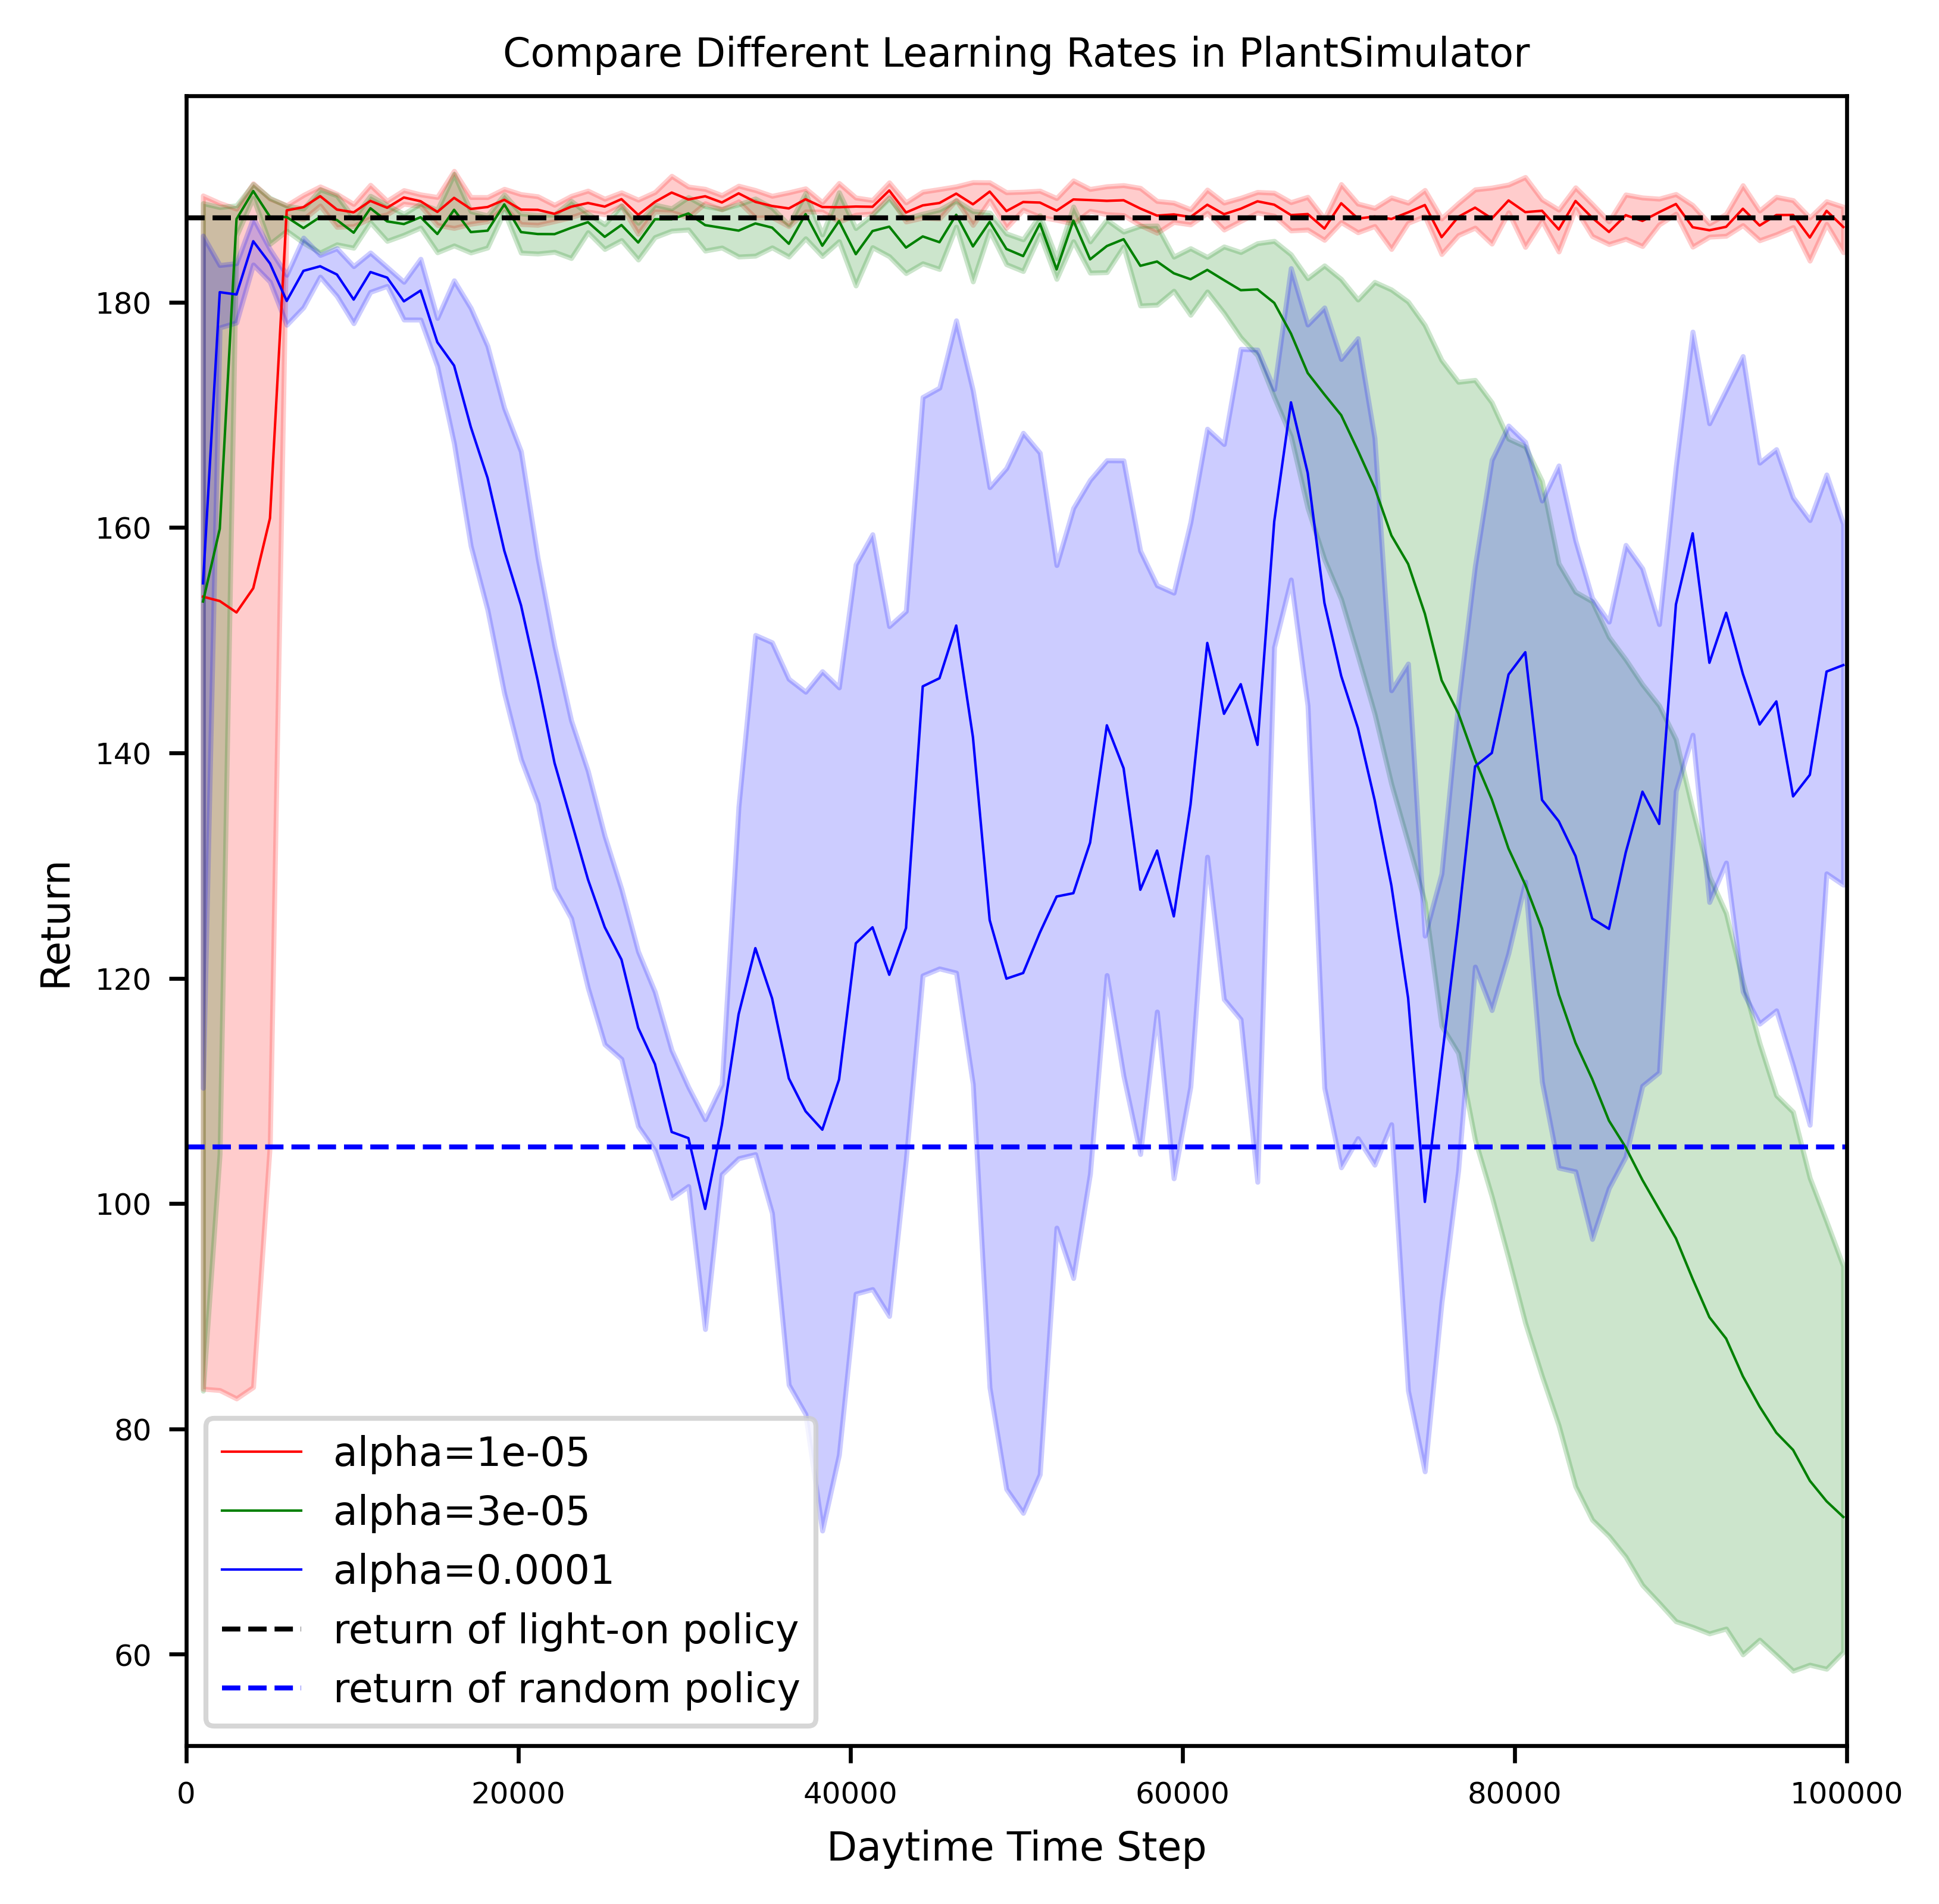 Compare Different Learning Rates in PlantSimulator
Return
180
160
140
120
100
80
60
alpha=1e-05
alpha=3e-05
alpha=0.0001
return of light-on policy
return of random policy
0 20000 40000 60000 80000 100000
Daytime Time Step